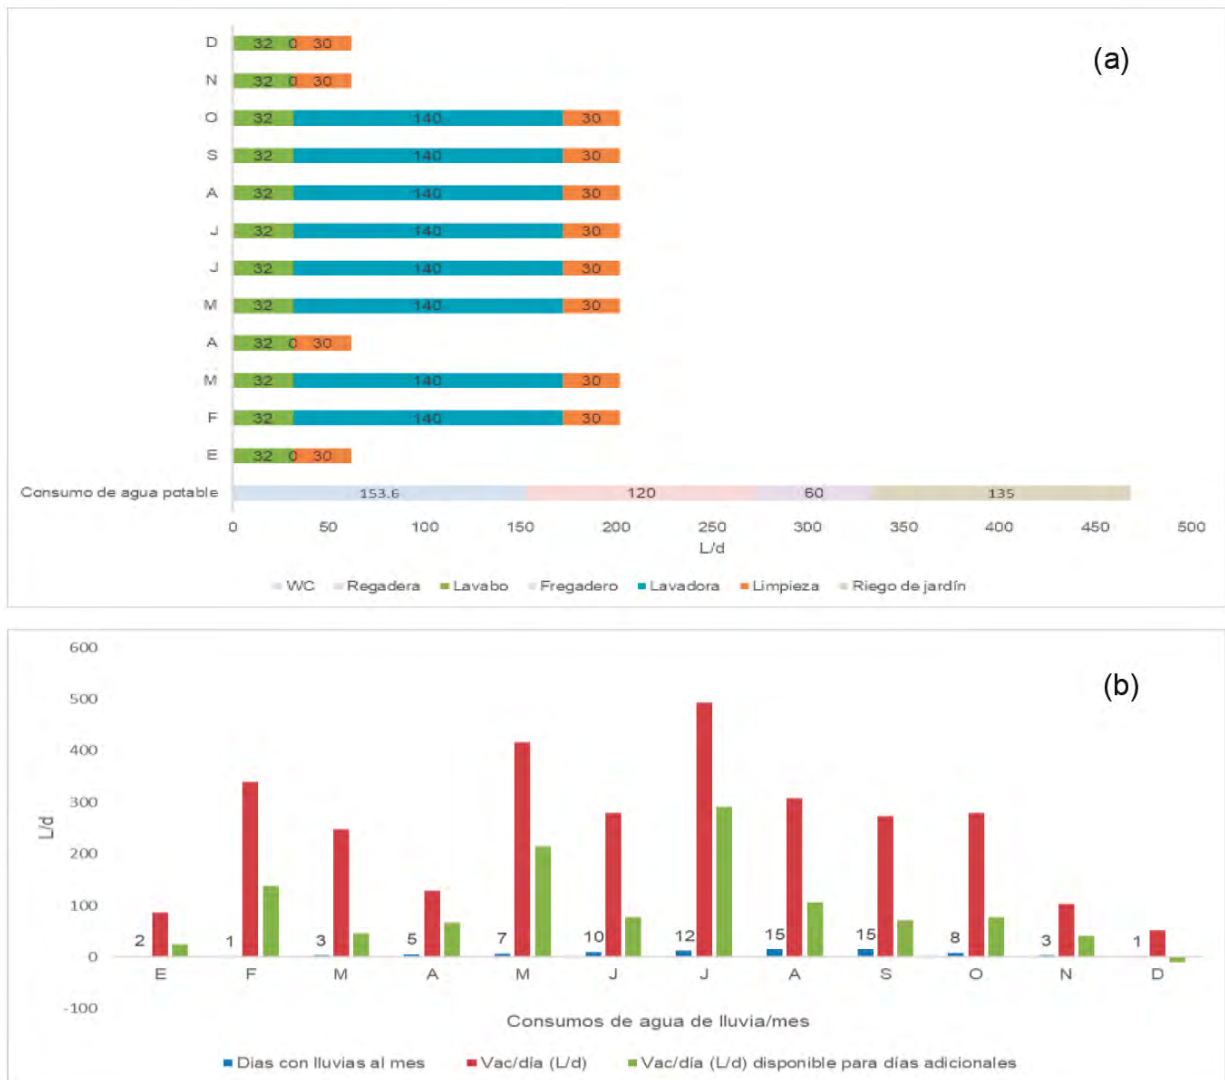 (a)
D 32 0 30
N 32 0 30
O 32 140 30
S 32 140 30
A 32 140 30
J 32 140 30
J 32 140 30
M 32 140 30
A 32 0 30
M 32 140 30
F 32 140 30
E 32 0 30
Consumo de agua potable 153.6 120 60 135
0 50 100 150 200 250 300 350 400 450 500
L/d
WC Regadera Lavabo Fregadero Lavadora Limpieza Riego de jardín
(b)
600
500
400
300
200
100
0
-100
L/d
2 1 3 5 7 10 12 15 15 8 3 1
E F M A M J J A S O N D
Consumos de agua de lluvia/mes
Dias con lluvias al mes Vac/día (L/d) Vac/día (L/d) disponible para días adicionales